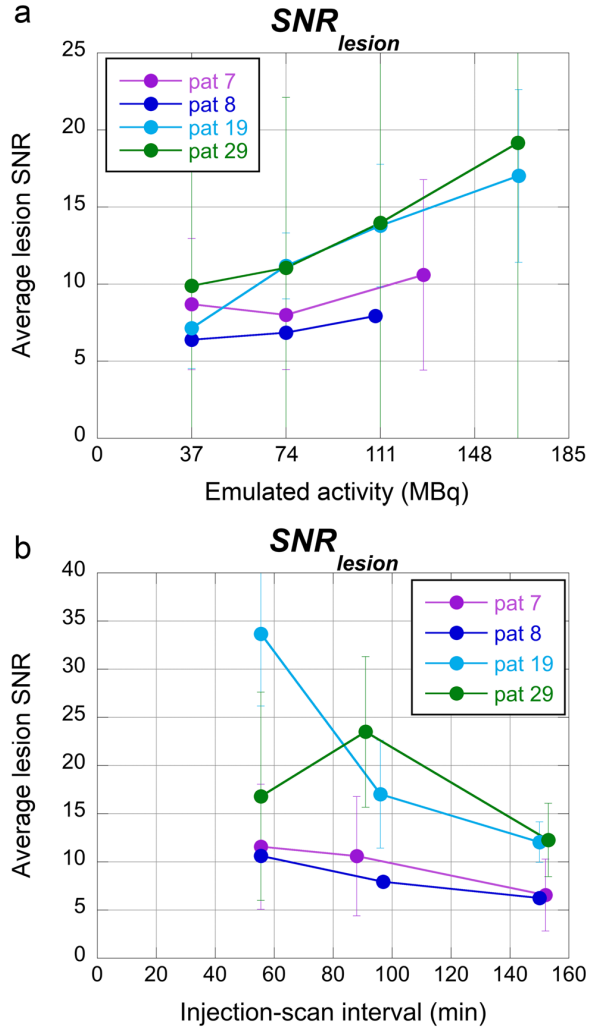 a
SNR lesion
25
20
15
10
5
0
Average lesion SNR
pat 7
pat 8
pat 19
pat 29
0 37 74 111 148 185
Emulated activity (MBq)
b
SNR lesion
40
35
30
25
20
15
10
5
0
Average lesion SNR
pat 7
pat 8
pat 19
pat 29
0 20 40 60 80 100 120 140 160
Injection-scan interval (min)